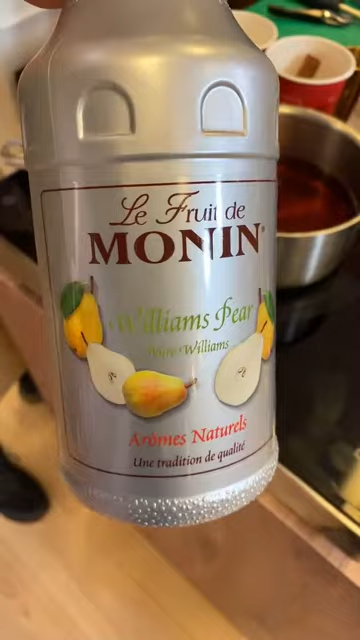 Le Fruit de
MONIN®
Williams Pear
Poire Williams
Arômes Naturels
Une tradition de qualité